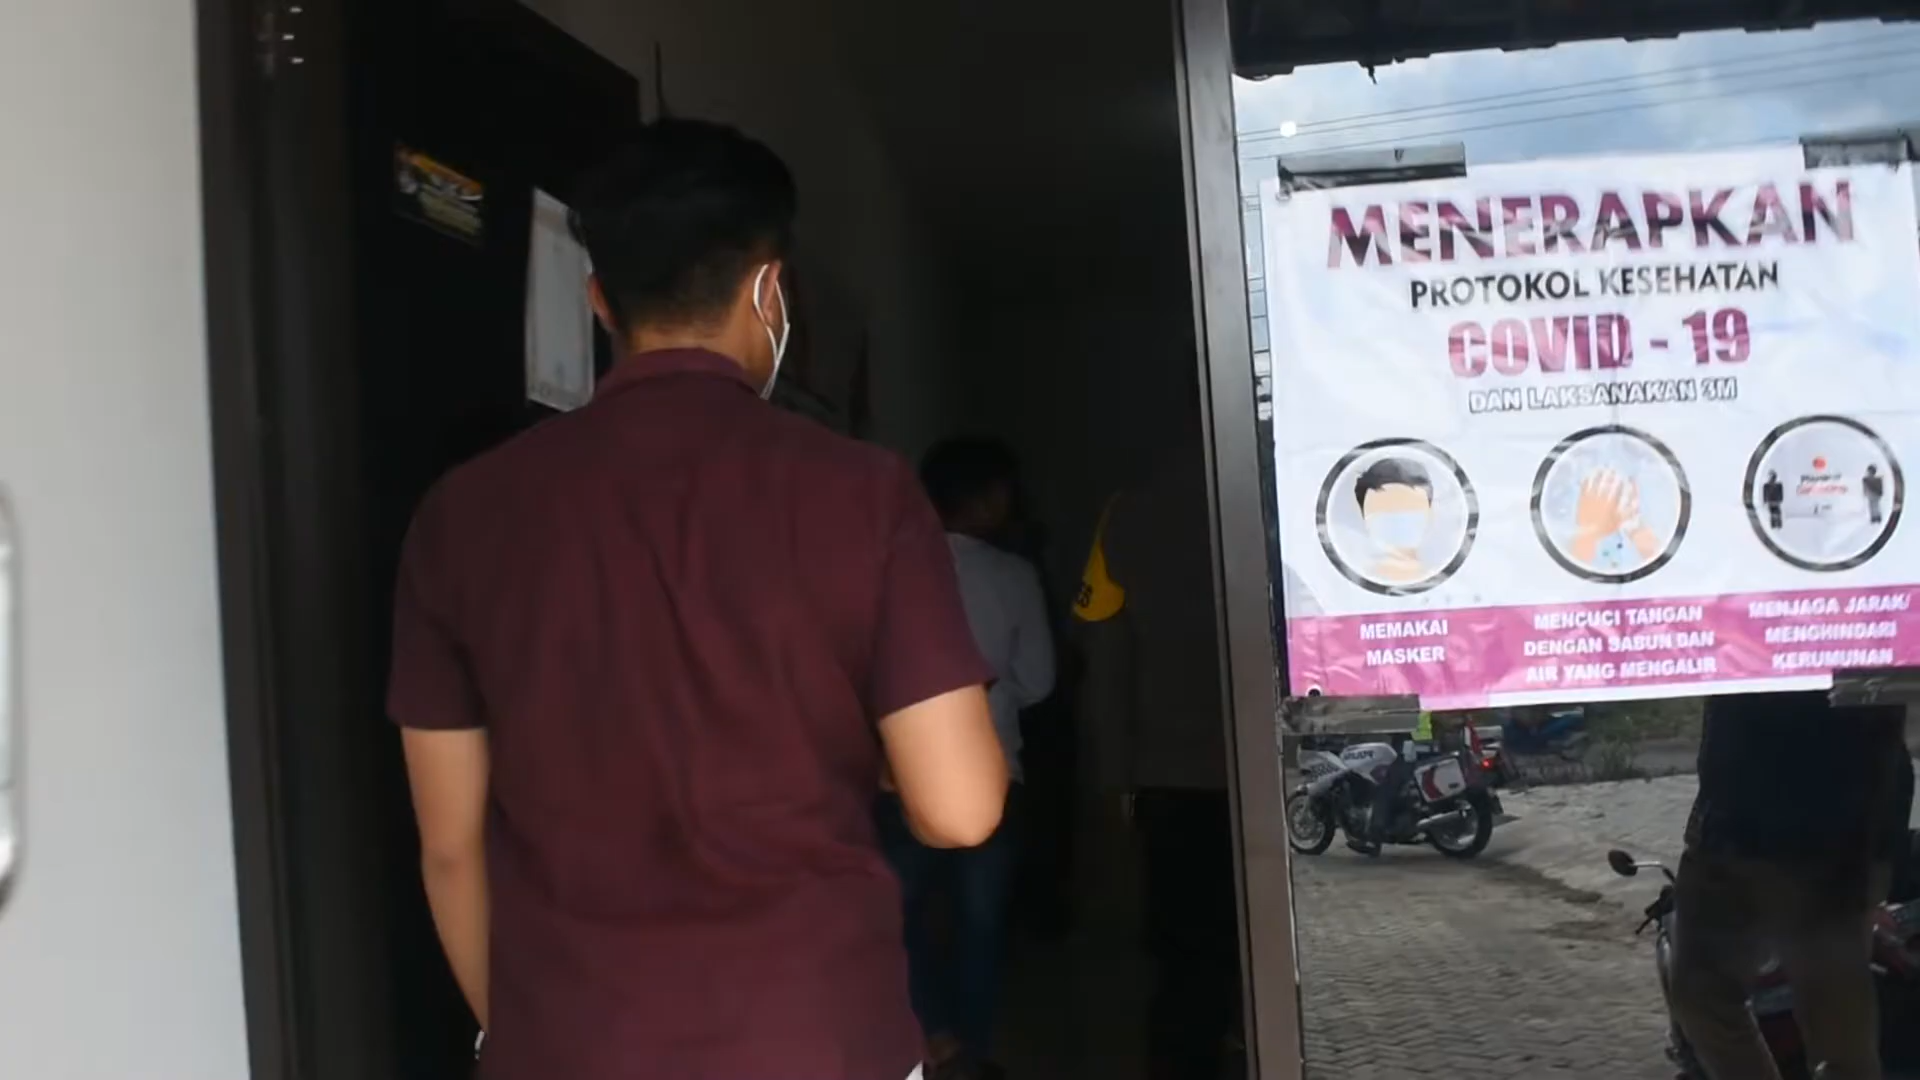 MENERAPKAN
PROTOKOL KESEHATAN
COVID - 19
DAN LAKSANAKAN 3M
MEMAKAI
MASKER
MENCUCI TANGAN
DENGAN SABUN DAN
AIR YANG MENGALIR
MENJAGA JARAK/
MENGHINDARI
KERUMUNAN